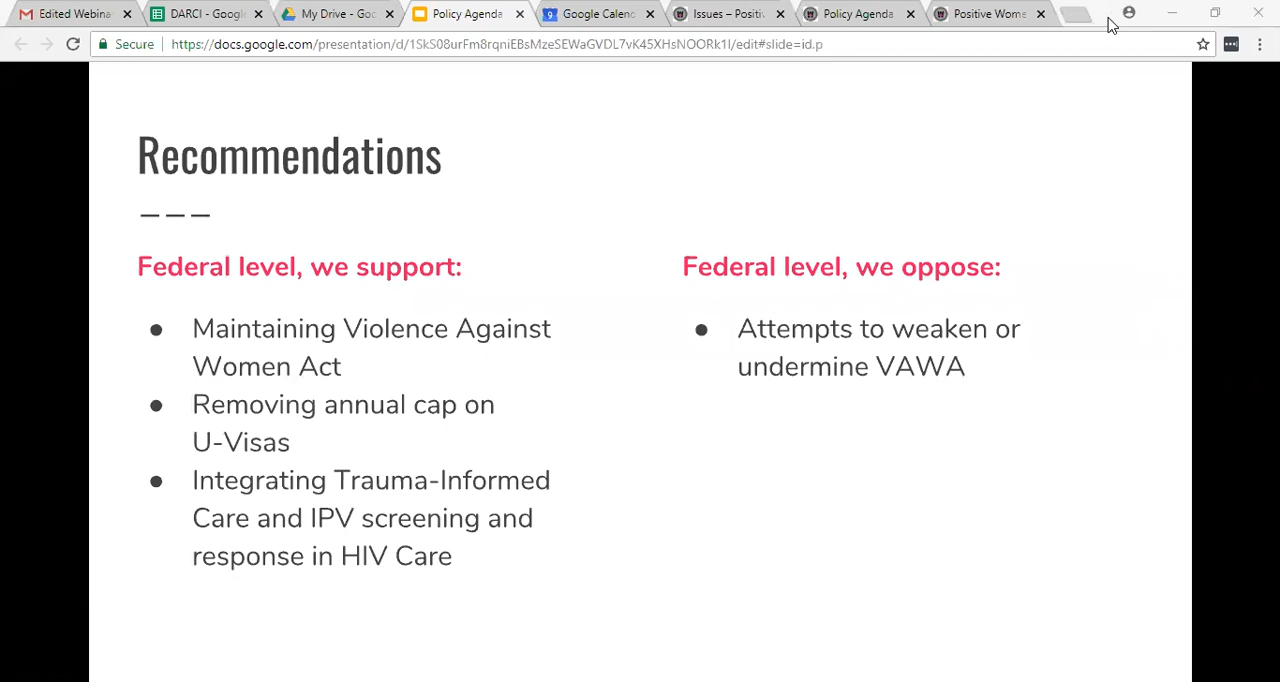 Edited Webina
DARCI - Googl
My Drive - Goo
Policy Agenda
Google Calenc
Issues – Positi
Policy Agenda
Positive Wome
Secure
https://docs.google.com/presentation/d/1SkS08urFm8rqniEBsMzeSEWaGVDL7vK45XHsNOORk1I/edit#slide=id.p
Recommendations
Federal level, we support:
● Maintaining Violence Against
Women Act
● Removing annual cap on
U-Visas
● Integrating Trauma-Informed
Care and IPV screening and
response in HIV Care
Federal level, we oppose:
● Attempts to weaken or
undermine VAWA